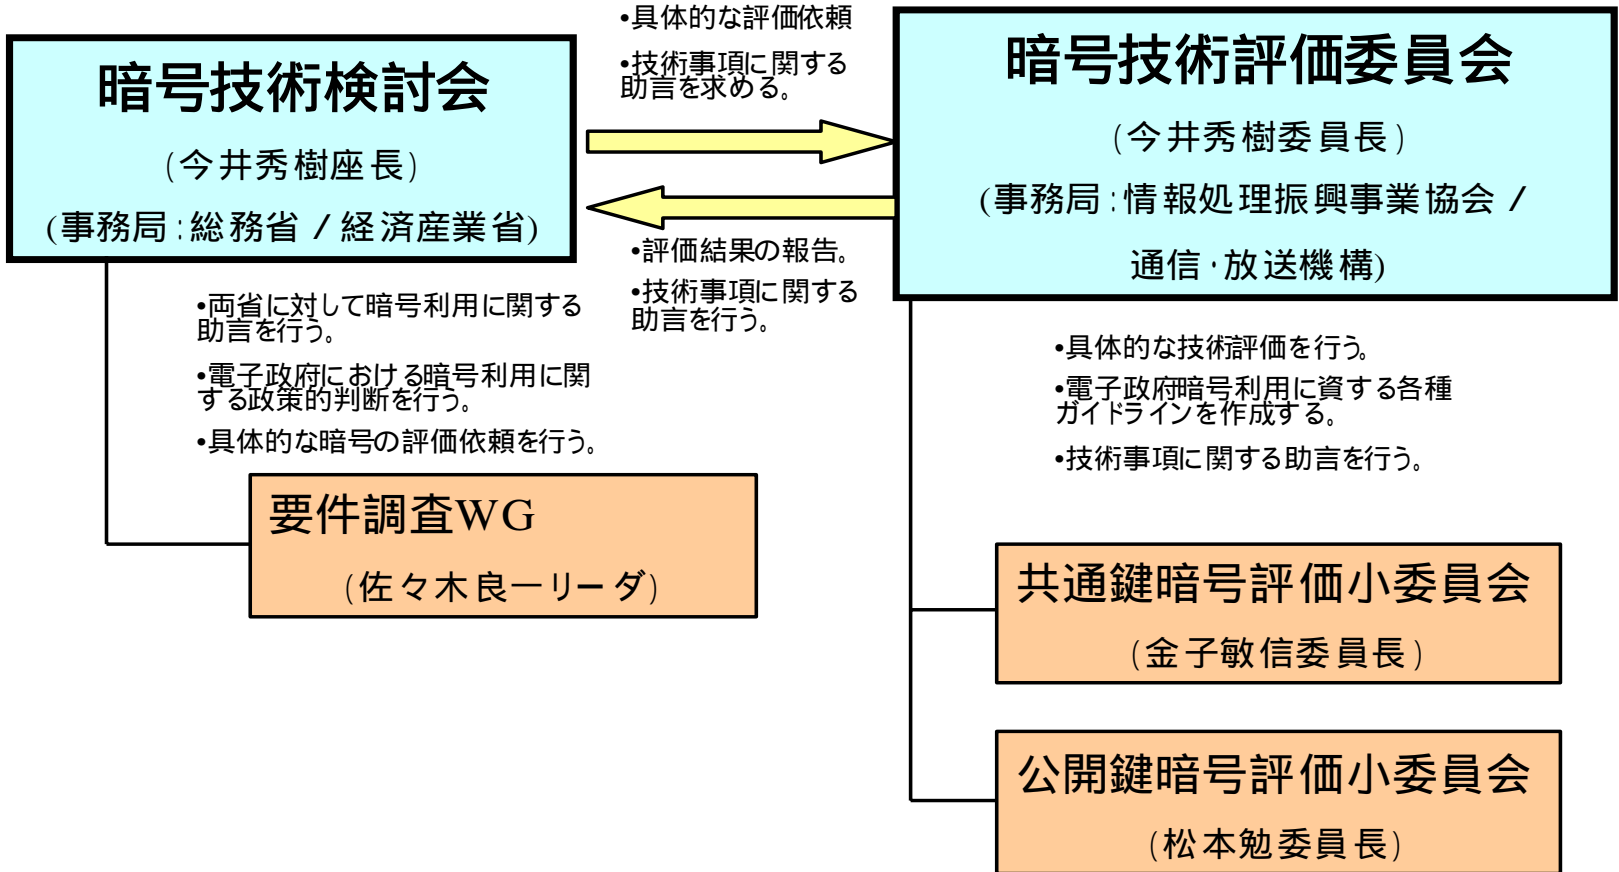 暗号技術検討会
(今井秀樹座長)
(事務局:総務省/経済産業省)
•具体的な評価依頼
•技術事項に関する
助言を求める。
•評価結果の報告。
•技術事項に関する
助言を行う。
暗号技術評価委員会
(今井秀樹委員長)
(事務局:情報処理振興事業協会/
通信・放送機構)
•両省に対して暗号利用に関する
助言を行う。
•電子政府における暗号利用に関
する政策的判断を行う。
•具体的な暗号の評価依頼を行う。
要件調査WG
(佐々木良一リーダ)
•具体的な技術評価を行う。
•電子政府暗号利用に資する各種
ガイドラインを作成する。
•技術事項に関する助言を行う。
共通鍵暗号評価小委員会
(金子敏信委員長)
公開鍵暗号評価小委員会
(松本勉委員長)